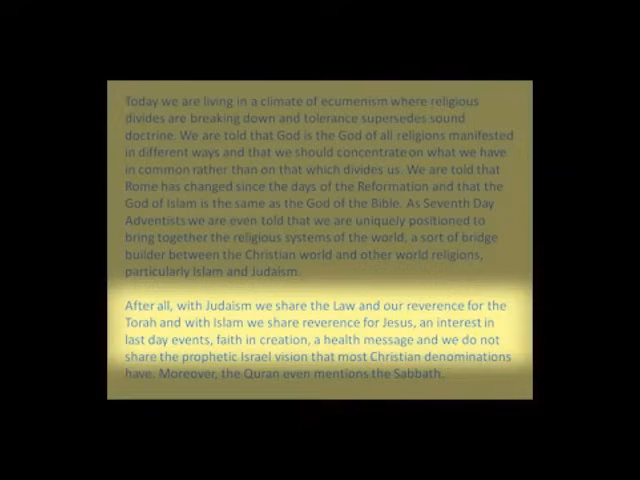 Today we are living in a climate of ecumenism where religious
divides are breaking down and tolerance supersedes sound
doctrine. We are told that God is the God of all religions manifested
in different ways and that we should concentrate on what we have
in common rather than on that which divides us. We are told that
Rome has changed since the days of the Reformation and that the
God of Islam is the same as the God of the Bible. As Seventh Day
Adventists we are even told that we are uniquely positioned to
bring together the religious systems of the world, a sort of bridge
builder between the Christian world and other world religions,
particularly Islam and Judaism.
After all, with Judaism we share the Law and our reverence for the
Torah and with Islam we share reverence for Jesus, an interest in
last day events, faith in creation, a health message and we do not
share the prophetic Israel vision that most Christian denominations
have. Moreover, the Quran even mentions the Sabbath.